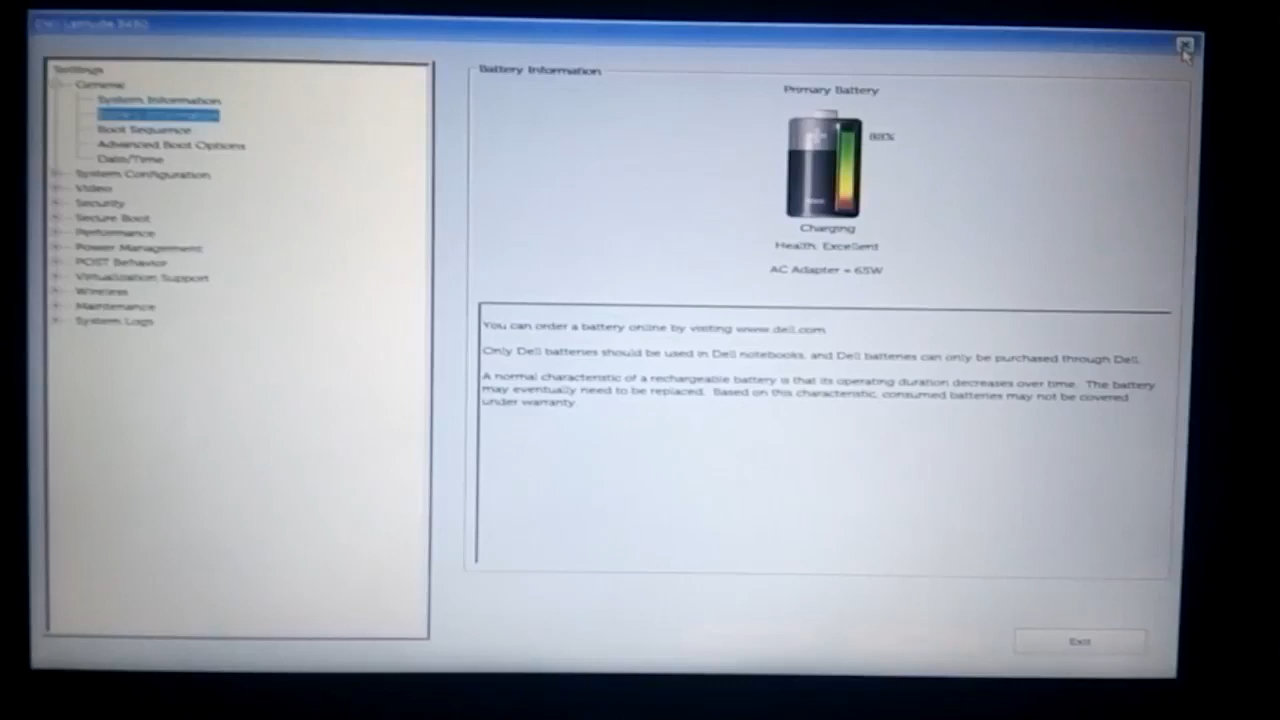 Dell Latitude
Settings
General
System Information
Battery Information
Boot Sequence
Advanced Boot Options
Date/Time
System Configuration
Video
Security
Secure Boot
Performance
Power Management
POST Behavior
Virtualization Support
Wireless
Maintenance
System Logs
Battery Information
Primary Battery
Charging
Health: Excellent
AC Adapter = 65W
You can order a battery online by visiting www.dell.com
Only Dell batteries should be used in Dell notebooks, and Dell batteries can only be purchased through Dell.
A normal characteristic of a rechargeable battery is that its operating duration decreases over time. The battery
may eventually need to be replaced. Based on this characteristic, consumed batteries may not be covered
under warranty.
Exit